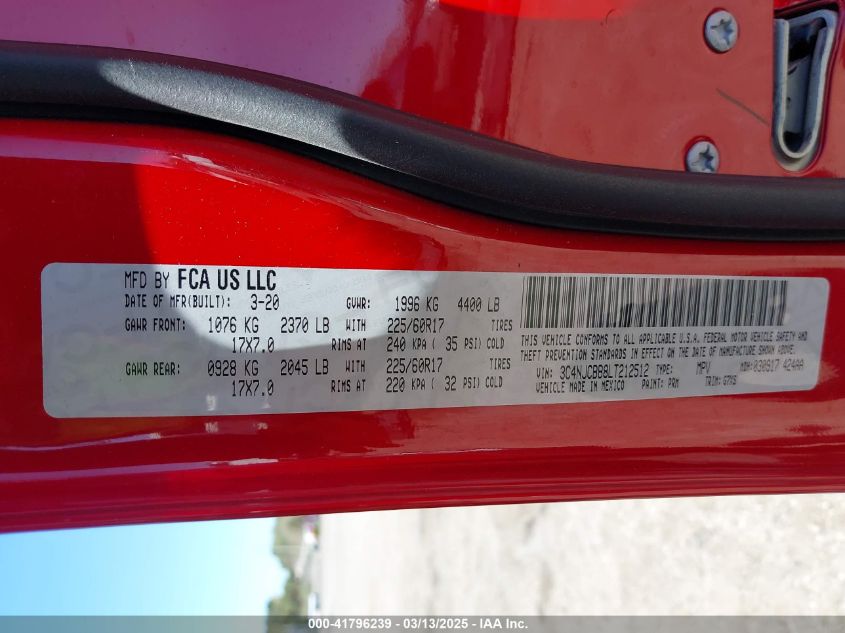 MFD BY FCA US LLC
DATE OF MFR(BUILT): 3-20 GVWR: 1996 KG 4400 LB
GAWR FRONT: 1076 KG 2370 LB WITH 225/60R17 TIRES
17X7.0 RIMS AT 240 KPA ( 35 PSI) COLD
GAWR REAR: 0928 KG 2045 LB WITH 225/60R17 TIRES
17X7.0 RIMS AT 220 KPA ( 32 PSI) COLD
THIS VEHICLE CONFORMS TO ALL APPLICABLE U.S.A. FEDERAL MOTOR VEHICLE SAFETY AND
THEFT PREVENTION STANDARDS IN EFFECT ON THE DATE OF MANUFACTURE SHOWN ABOVE.
VIN: 3C4NJCBB8LT212512 TYPE: MPV MDH:030917 424AA
VEHICLE MADE IN MEXICO PAINT: PRM TRIM: G7XS
000-41796239 - 03/13/2025 - IAA Inc.